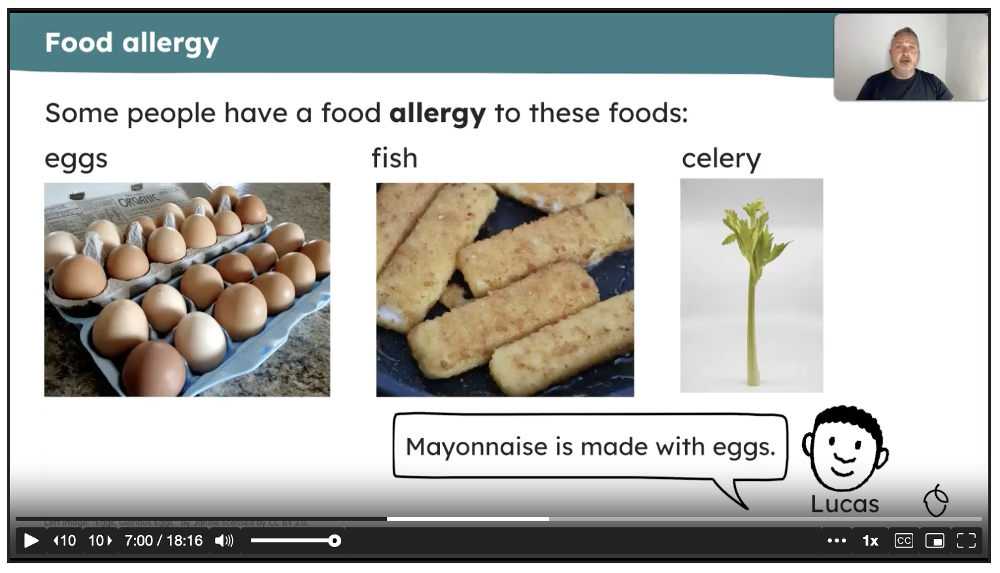 Food allergy
Some people have a food allergy to these foods:
eggs
fish
celery
ORGANIC
Mayonnaise is made with eggs.
Lucas
Left image: "Eggs. Glorious Eggs." by Janine licensed by CC BY 2.0.
10 10 7:00 / 18:16 1x CC